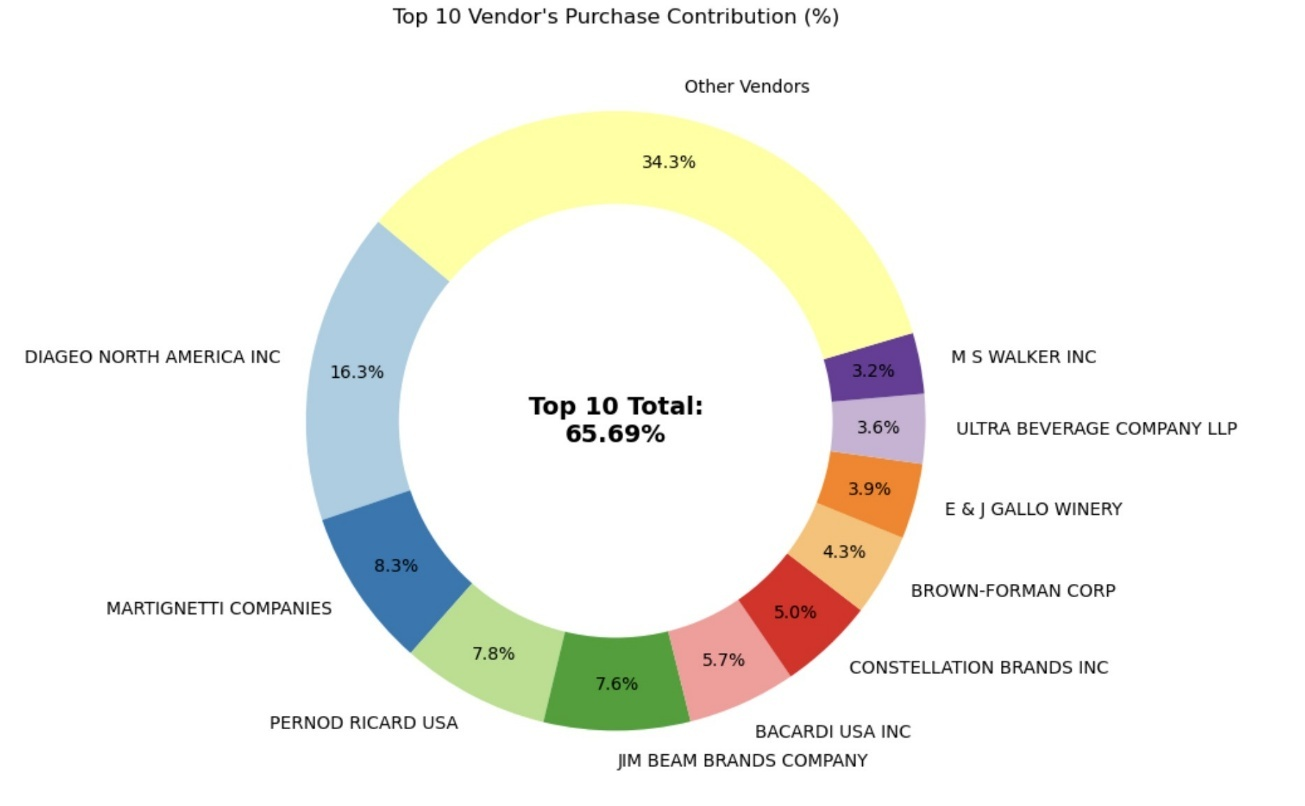 Top 10 Vendor's Purchase Contribution (%)
Other Vendors
34.3%
DIAGEO NORTH AMERICA INC
16.3%
M S WALKER INC
3.2%
Top 10 Total:
65.69%
ULTRA BEVERAGE COMPANY LLP
3.6%
E & J GALLO WINERY
3.9%
BROWN-FORMAN CORP
4.3%
MARTIGNETTI COMPANIES
8.3%
CONSTELLATION BRANDS INC
5.0%
PERNOD RICARD USA
7.8%
JIM BEAM BRANDS COMPANY
7.6%
BACARDI USA INC
5.7%